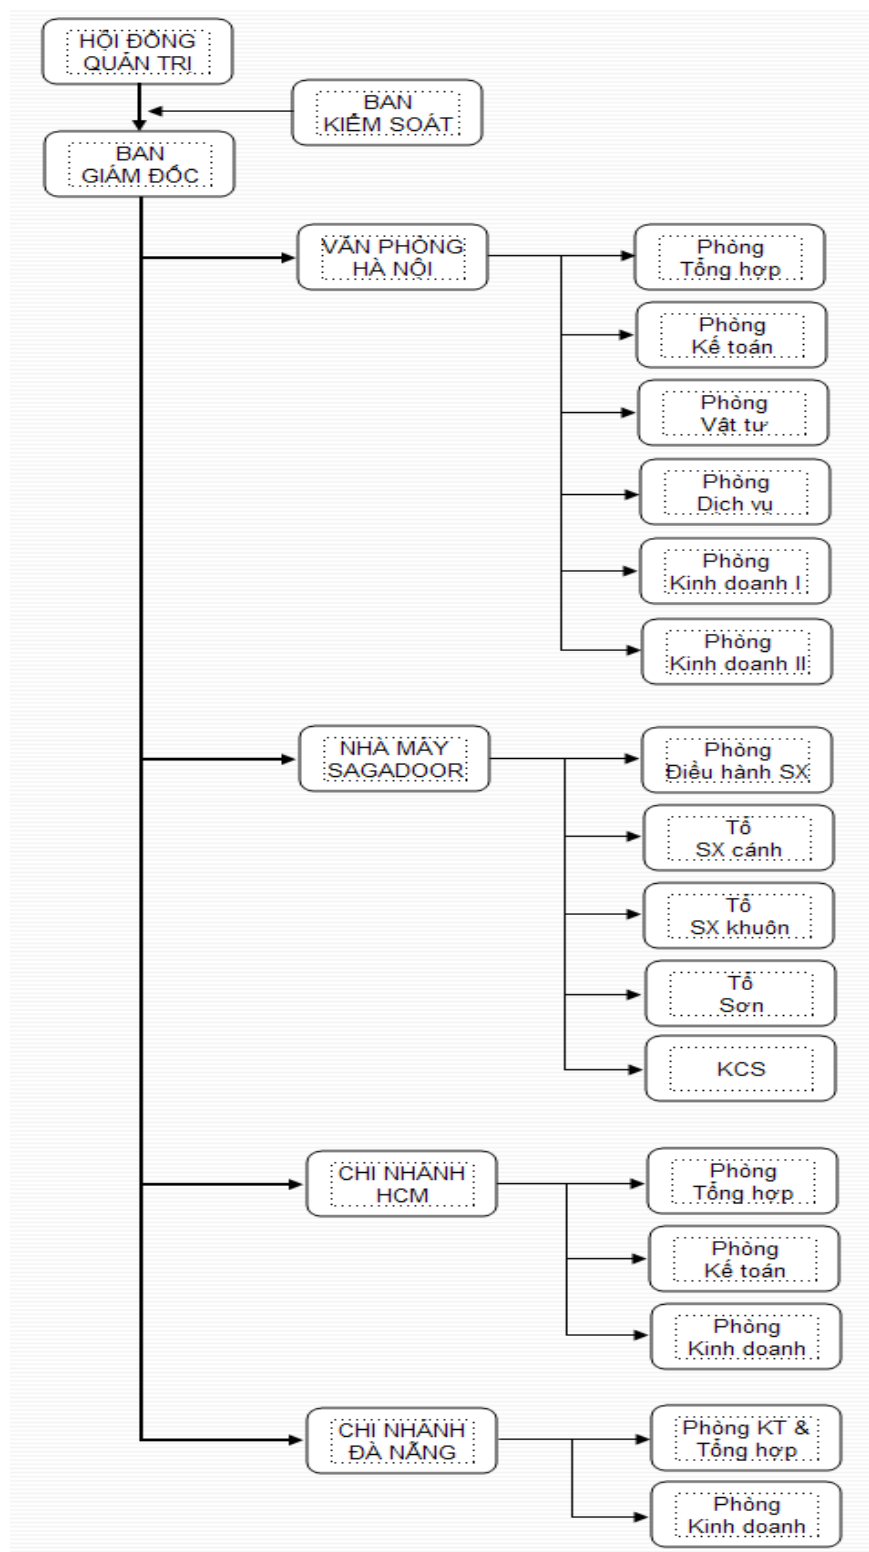 HỘI ĐỒNG
QUẢN TRỊ
BAN
KIỂM SOÁT
BAN
GIÁM ĐỐC
VĂN PHÒNG
HÀ NỘI
Phòng
Tổng hợp
Phòng
Kế toán
Phòng
Vật tư
Phòng
Dịch vụ
Phòng
Kinh doanh I
Phòng
Kinh doanh II
NHÀ MÁY
SAGADOOR
Phòng
Điều hành SX
Tổ
SX cánh
Tổ
SX khuôn
Tổ
Sơn
KCS
CHI NHÁNH
HCM
Phòng
Tổng hợp
Phòng
Kế toán
Phòng
Kinh doanh
CHI NHÁNH
ĐÀ NẴNG
Phòng KT &
Tổng hợp
Phòng
Kinh doanh